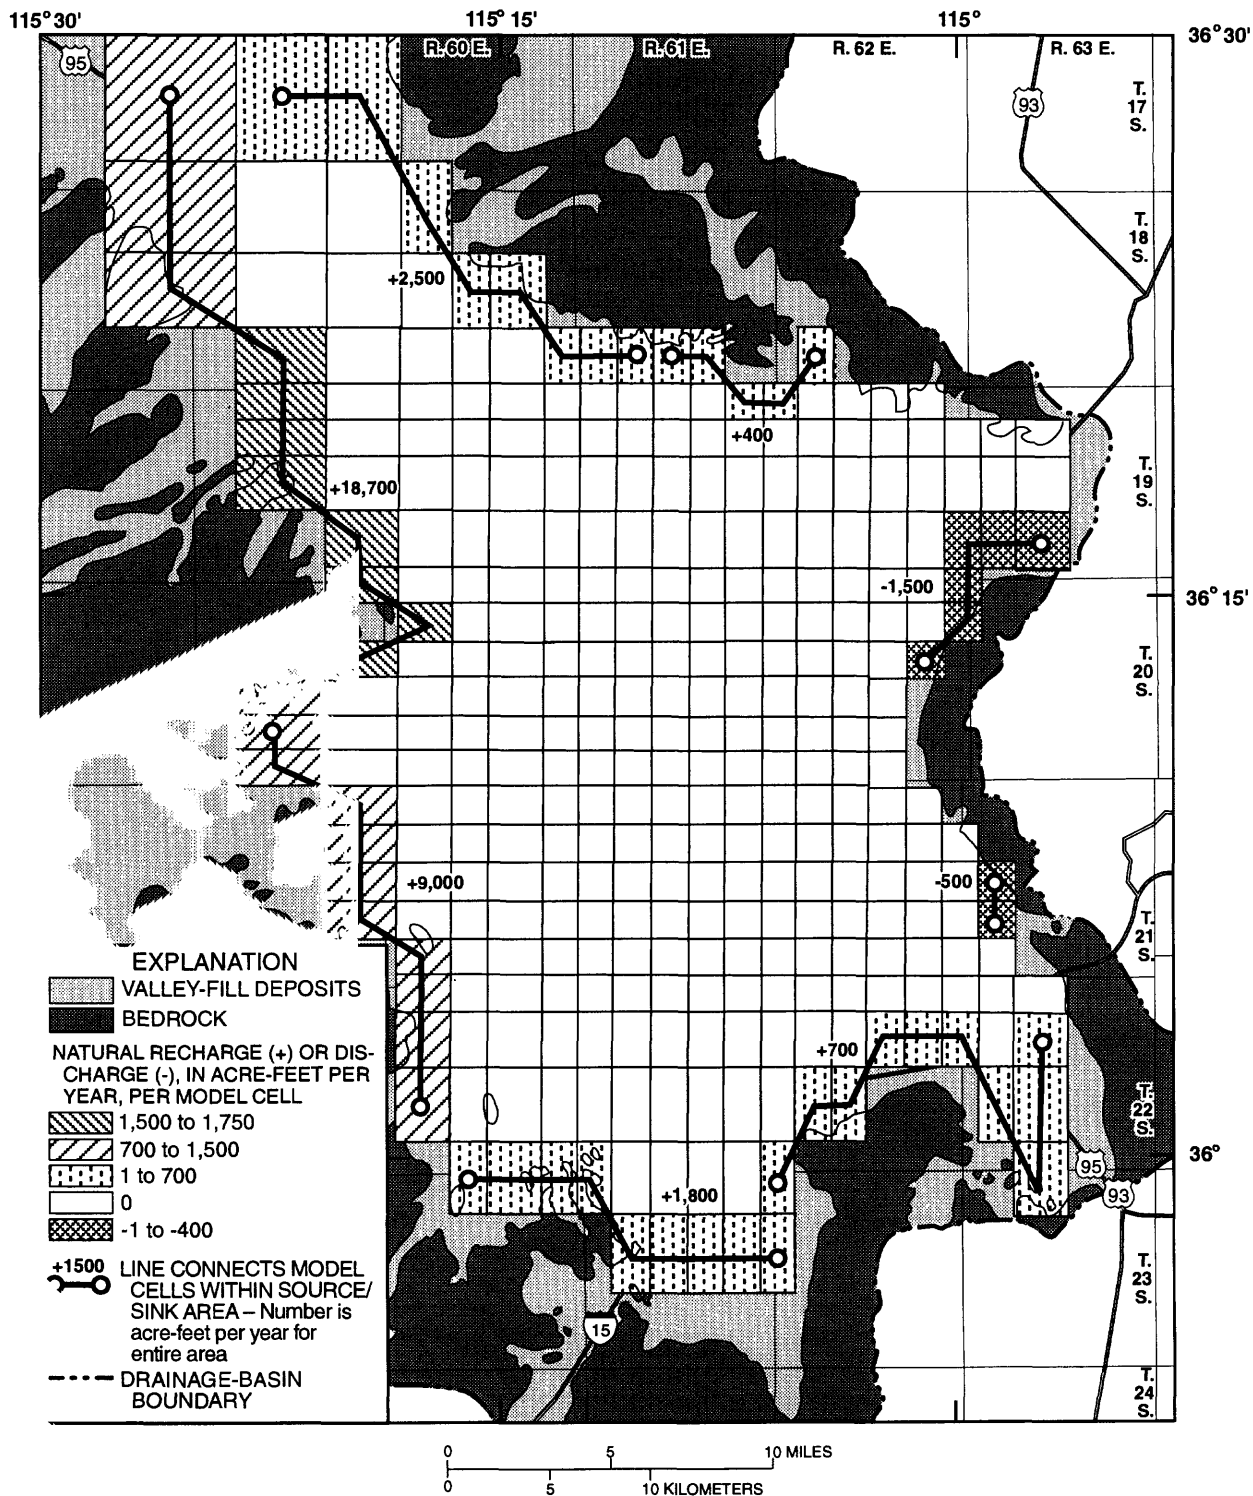 115° 30'
115° 15'
115°
36° 30'
R. 60 E.
R. 61 E.
R. 62 E.
R. 63 E.
95
93
T.
17
S.
T.
18
S.
+2,500
+400
+18,700
T.
19
S.
-1,500
36° 15'
T.
20
S.
+9,000
-500
T.
21
S.
+700
T.
22
S.
36°
95
93
+1,800
T.
23
S.
15
T.
24
S.
EXPLANATION
VALLEY-FILL DEPOSITS
BEDROCK
NATURAL RECHARGE (+) OR DIS-
CHARGE (-), IN ACRE-FEET PER
YEAR, PER MODEL CELL
1,500 to 1,750
700 to 1,500
1 to 700
0
-1 to -400
+1500
LINE CONNECTS MODEL
CELLS WITHIN SOURCE/
SINK AREA – Number is
acre-feet per year for
entire area
DRAINAGE-BASIN
BOUNDARY
0 5 10 MILES
0 5 10 KILOMETERS